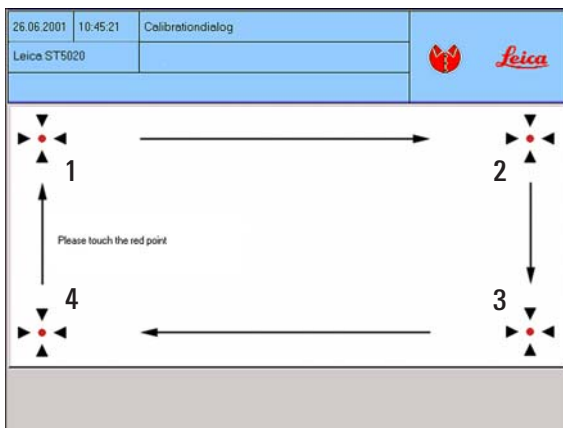 26.06.2001 10:45:21 Calibrationdialog
Leica ST5020
Leica
1
2
Please touch the red point
4
3